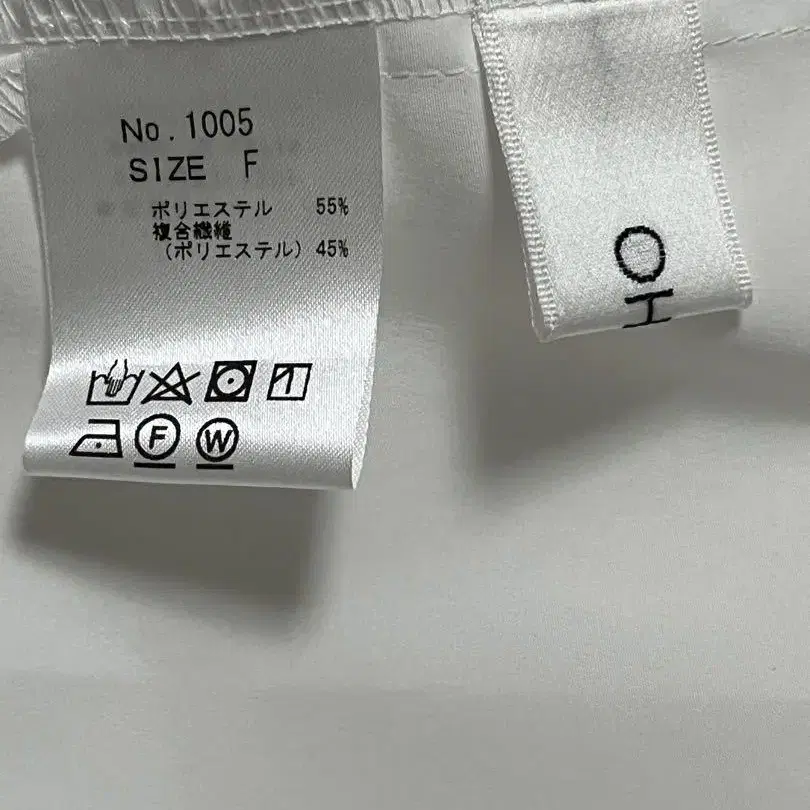 No.1005
SIZE F
ポリエステル 55%
複合繊維
(ポリエステル) 45%
F
W
OH